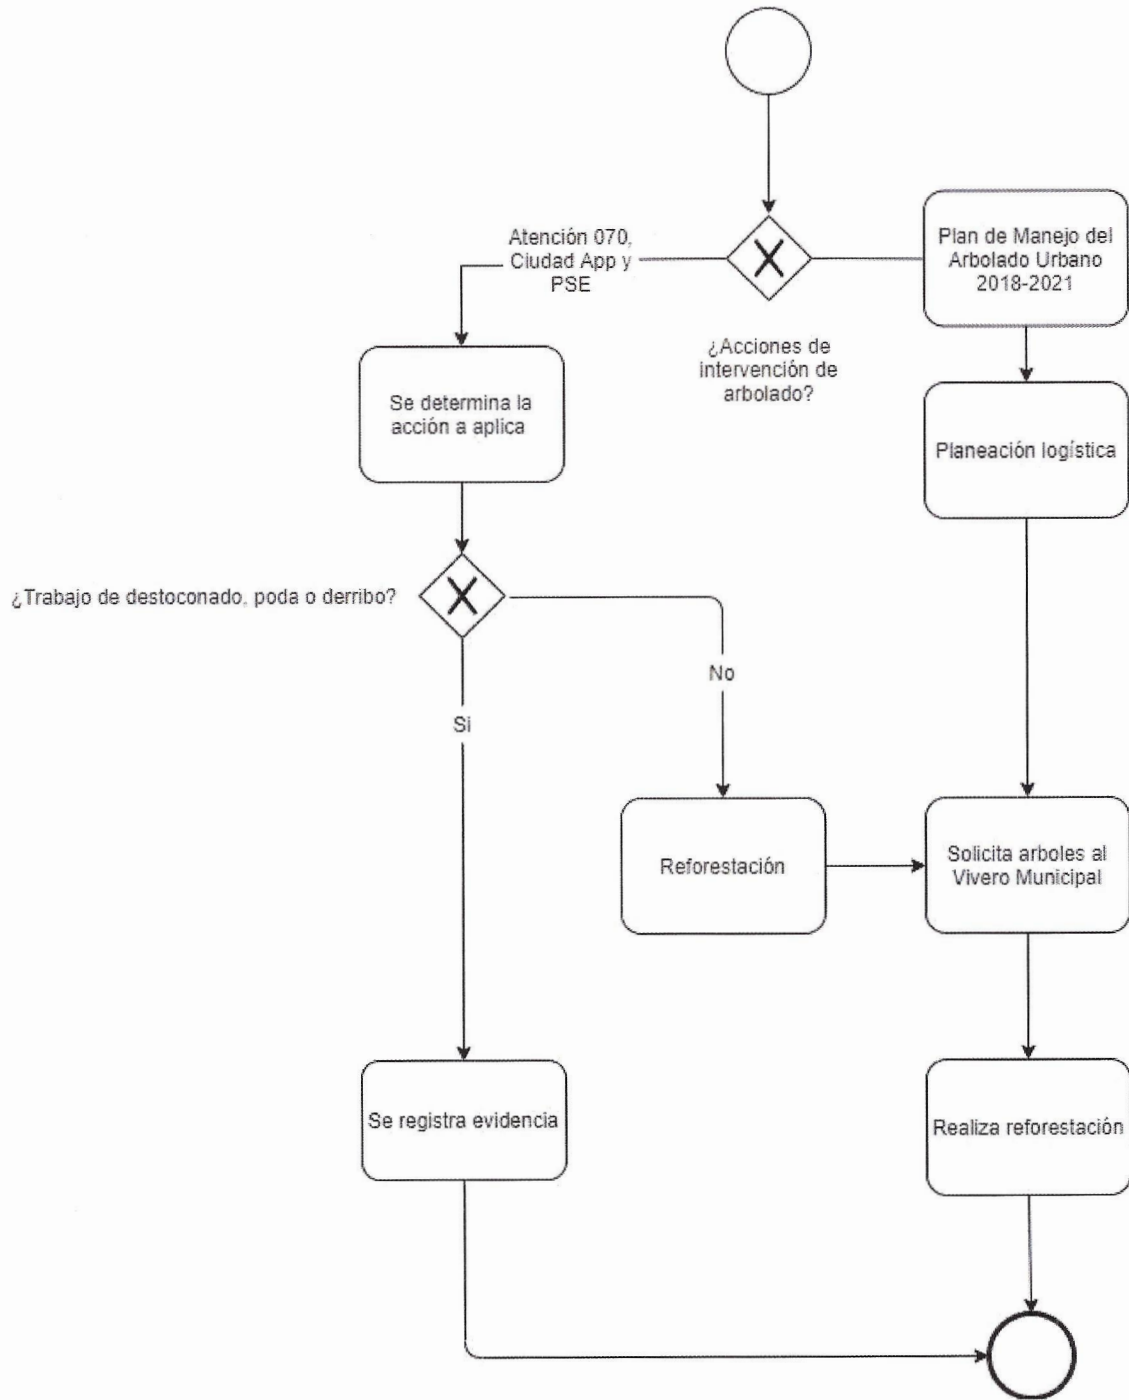 Atención 070,
Ciudad App y
PSE
Plan de Manejo del
Arbolado Urbano
2018-2021
¿Acciones de
intervención de
arbolado?
Se determina la
acción a aplica
Planeación logística
¿Trabajo de destoconado, poda o derribo?
No
Si
Reforestación
Solicita arboles al
Vivero Municipal
Se registra evidencia
Realiza reforestación